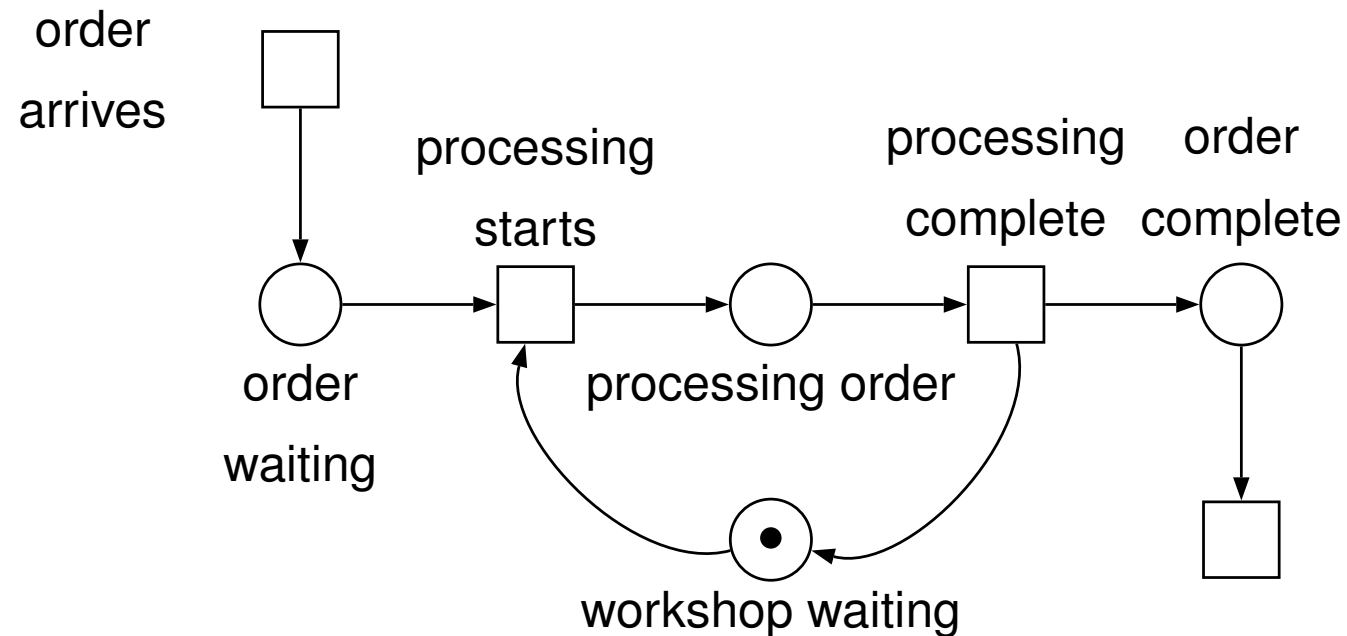 order
arrives
processing
starts
processing
complete
order
complete
order
waiting
processing order
workshop waiting